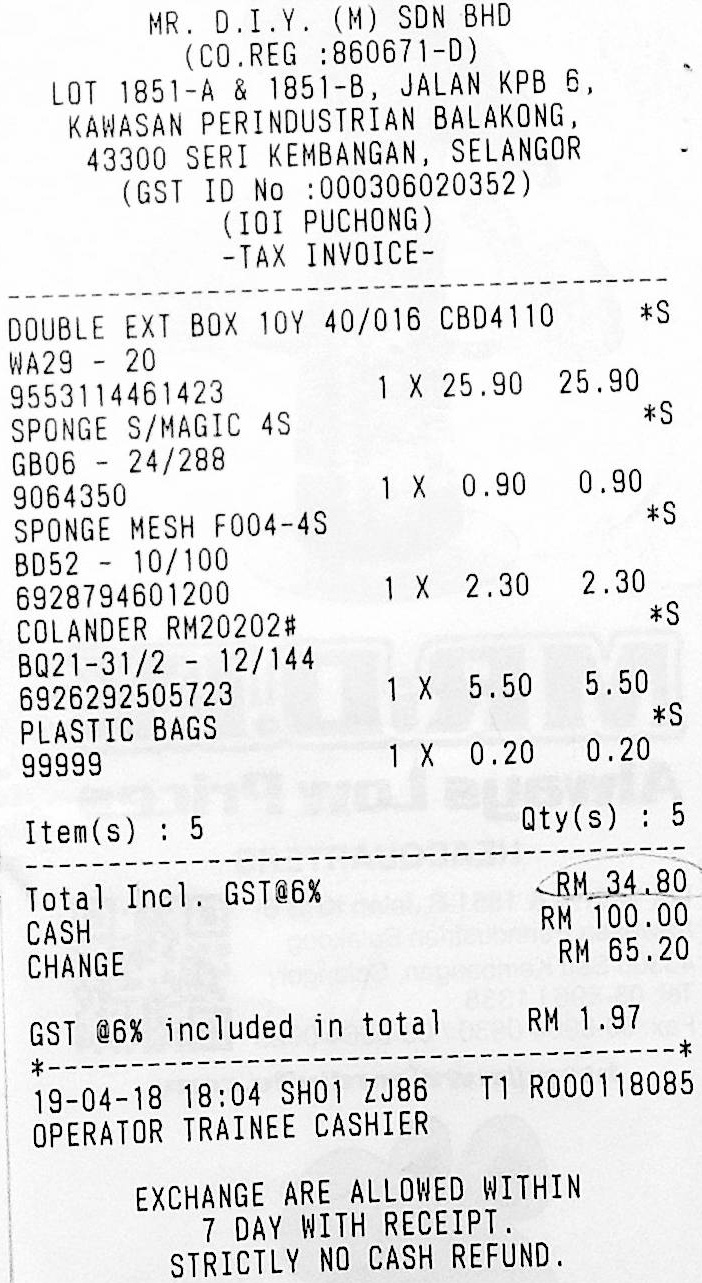 MR. D.I.Y. (M) SDN BHD
(CO.REG :860671-D)
LOT 1851-A & 1851-B, JALAN KPB 6,
KAWASAN PERINDUSTRIAN BALAKONG,
43300 SERI KEMBANGAN, SELANGOR
(GST ID No :000306020352)
(IOI PUCHONG)
-TAX INVOICE-
DOUBLE EXT BOX 10Y 40/016 CBD4110 *S
WA29 - 20
9553114461423 1 X 25.90 25.90
SPONGE S/MAGIC 4S *S
GB06 - 24/288
9064350 1 X 0.90 0.90
SPONGE MESH F004-4S *S
BD52 - 10/100
6928794601200 1 X 2.30 2.30
COLANDER RM20202# *S
BQ21-31/2 - 12/144
6926292505723 1 X 5.50 5.50
PLASTIC BAGS *S
99999 1 X 0.20 0.20
Item(s) : 5 Qty(s) : 5
Total Incl. GST@6% RM 34.80
CASH RM 100.00
CHANGE RM 65.20
GST @6% included in total RM 1.97
*------------------------------------*
19-04-18 18:04 SH01 ZJ86 T1 R000118085
OPERATOR TRAINEE CASHIER
EXCHANGE ARE ALLOWED WITHIN
7 DAY WITH RECEIPT.
STRICTLY NO CASH REFUND.